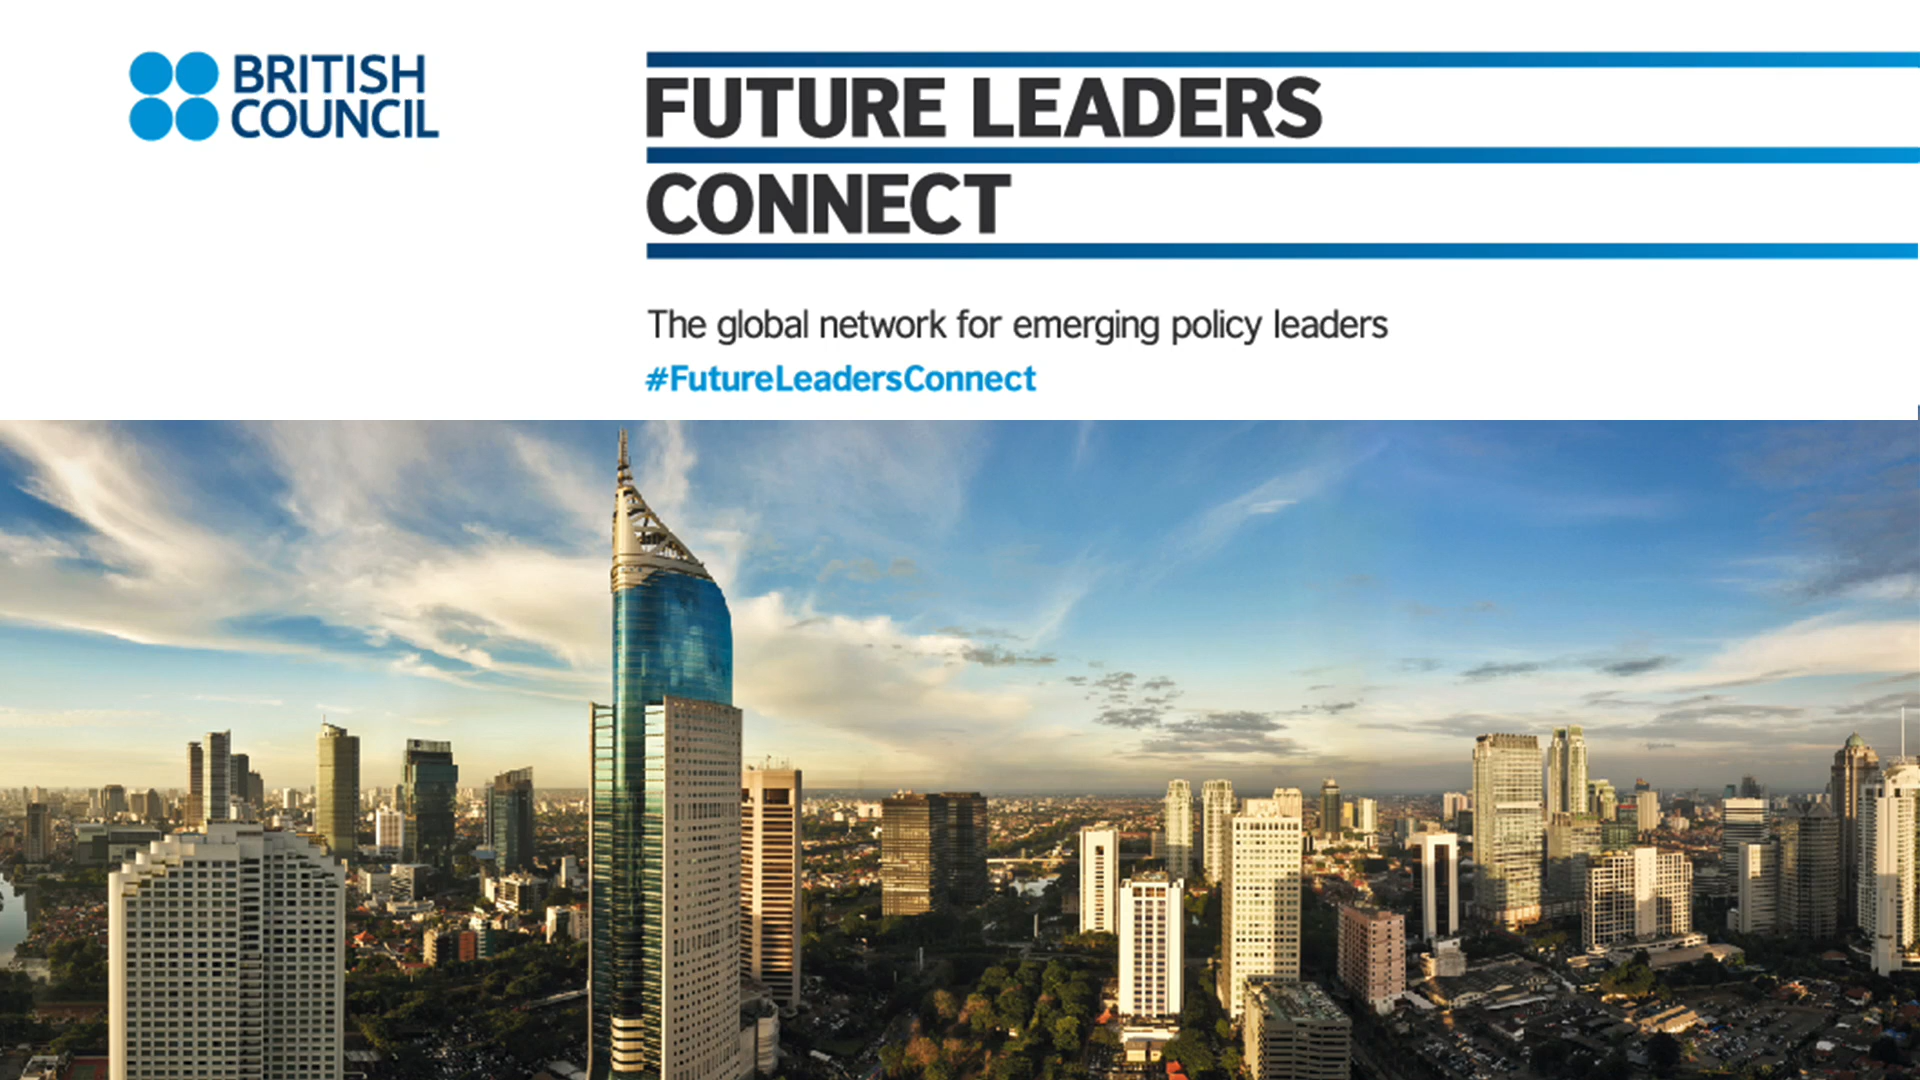 BRITISH
COUNCIL
FUTURE LEADERS
CONNECT
The global network for emerging policy leaders
#FutureLeadersConnect